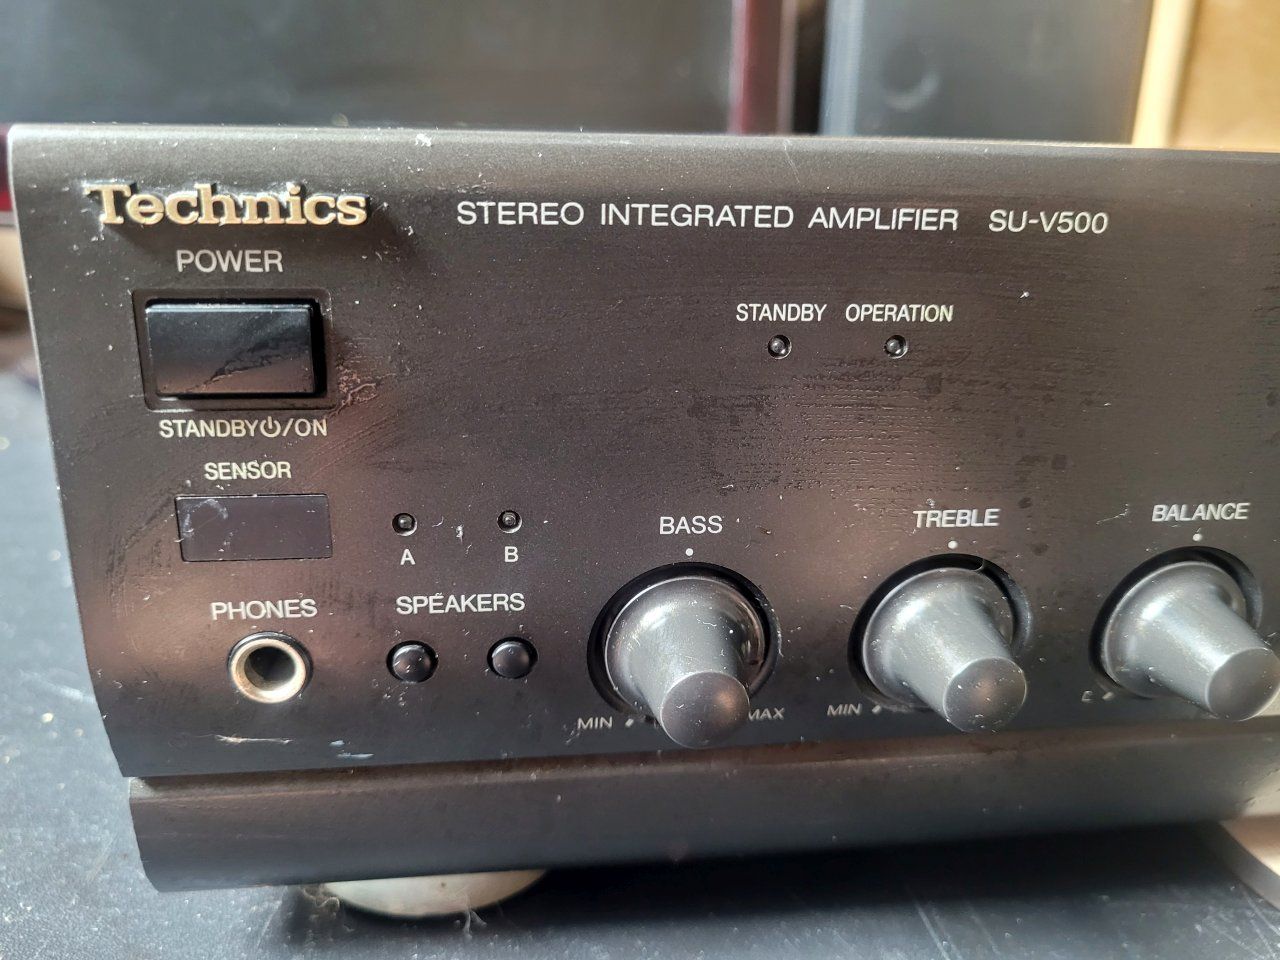 Technics
STEREO INTEGRATED AMPLIFIER SU-V500
POWER
STANDBY OPERATION
STANDBY⏻/ON
SENSOR
A B
BASS
TREBLE
BALANCE
PHONES
SPEAKERS
MIN MAX
MIN
L